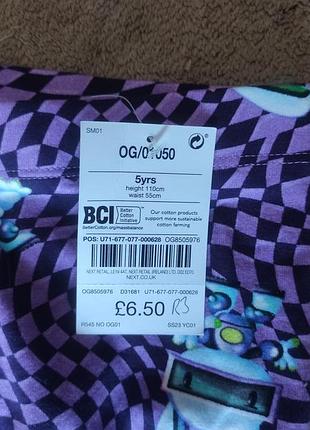 SM01
OG/01050
5yrs
height 110cm
waist 55cm
BCI Better Cotton Initiative
BetterCotton.org/massbalance
Our cotton products
support more sustainable
cotton farming
POS: U71-677-077-000628 OG8505976
NEXT RETAIL, LE19 4AT. NEXT RETAIL (IRELAND) LTD,
NEXT.CO.UK
OG8505976 D31681 U71-677-077-000628
£6.50 R3
R545 NO OG01 SS23 YC01